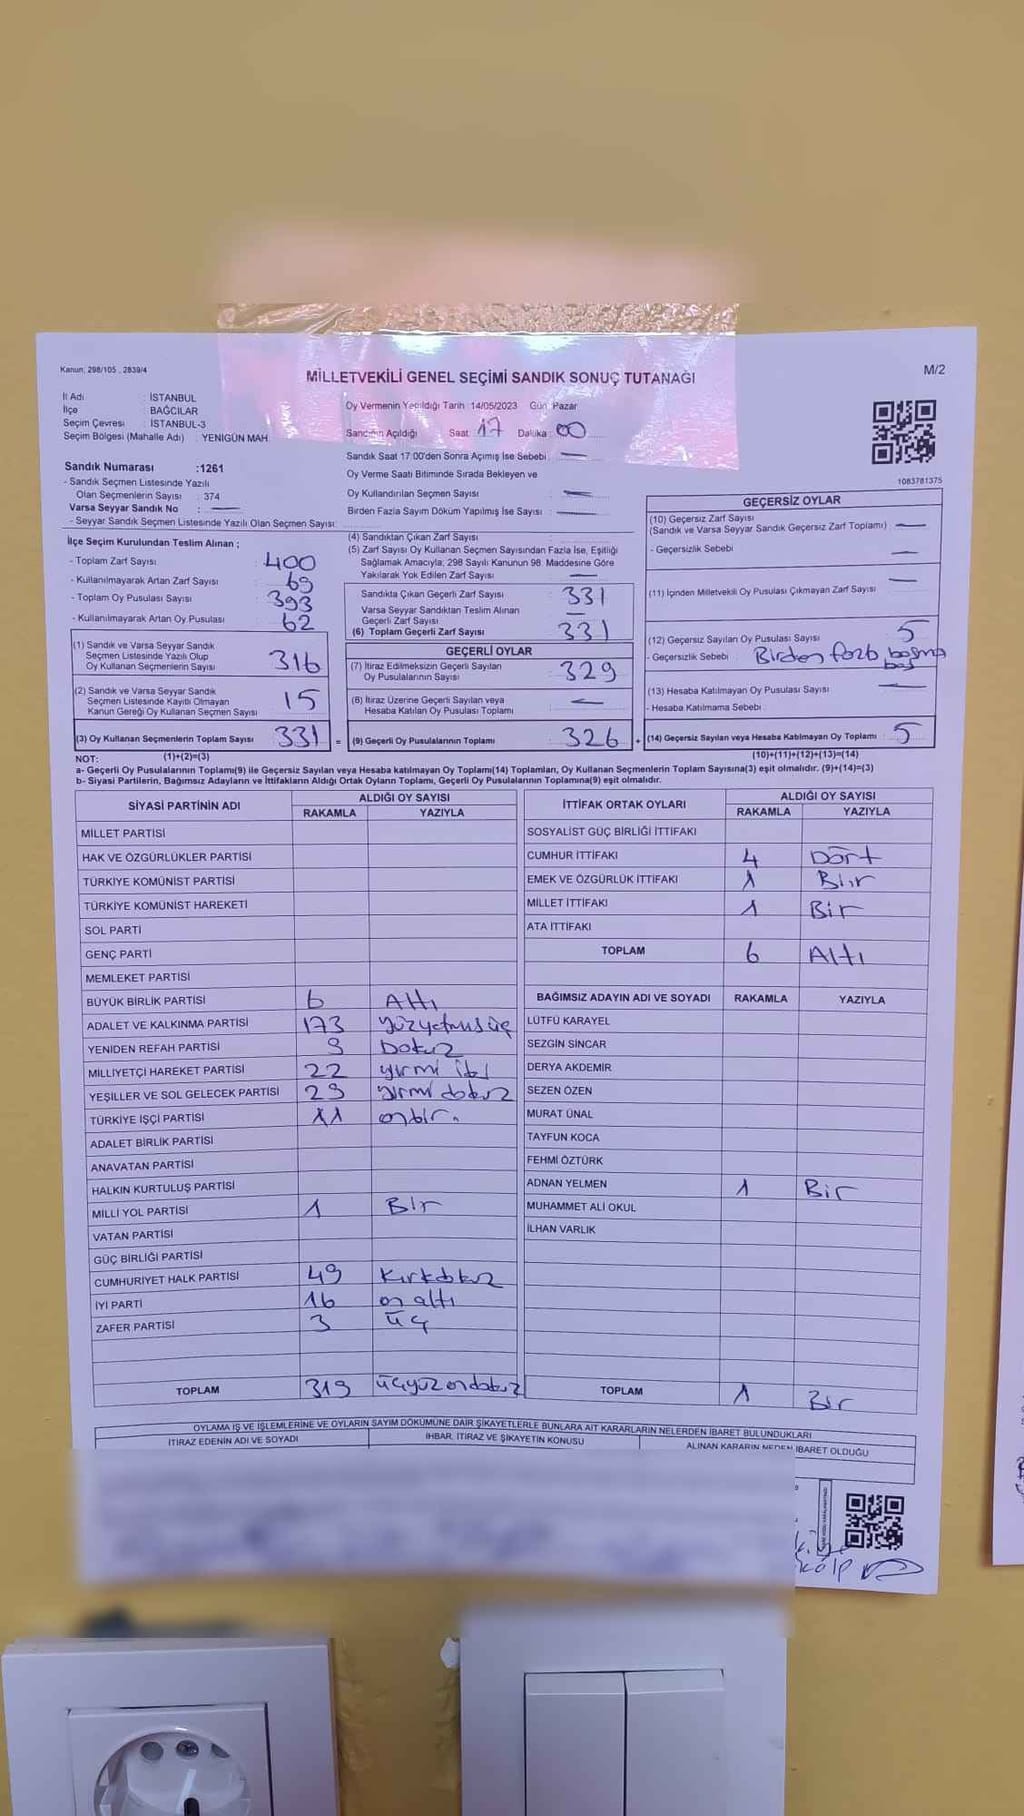 Kanun; 298/105 , 2839/4
M/2
MİLLETVEKİLİ GENEL SEÇİMİ SANDIK SONUÇ TUTANAĞI
İl Adı : İSTANBUL
İlçe : BAĞCILAR
Seçim Çevresi : İSTANBUL-3
Seçim Bölgesi (Mahalle Adı) : YENİGÜN MAH.
Oy Vermenin Yapıldığı Tarih :14/05/2023 Gün: Pazar
Sandığın Açıldığı Saat 17 Dakika: 00
Sandık Saat 17:00'den Sonra Açımış İse Sebebi : —
Oy Verme Saati Bitiminde Sırada Bekleyen ve
Oy Kullandırılan Seçmen Sayısı : —
Birden Fazla Sayım Döküm Yapılmış İse Sayısı : —
1083781375
Sandık Numarası :1261
- Sandık Seçmen Listesinde Yazılı
Olan Seçmenlerin Sayısı : 374
Varsa Seyyar Sandık No : —
- Seyyar Sandık Seçmen Listesinde Yazılı Olan Seçmen Sayısı:
İlçe Seçim Kurulundan Teslim Alınan ;
- Toplam Zarf Sayısı : 400
- Kullanılmayarak Artan Zarf Sayısı : 69
- Toplam Oy Pusulası Sayısı : 393
- Kullanılmayarak Artan Oy Pusulası : 62
(1) Sandık ve Varsa Seyyar Sandık
Seçmen Listesinde Yazılı Olup
Oy Kullanan Seçmenlerin Sayısı : 316
(2) Sandık ve Varsa Seyyar Sandık
Seçmen Listesinde Kayıtlı Olmayan
Kanun Gereği Oy Kullanan Seçmen Sayısı : 15
(3) Oy Kullanan Seçmenlerin Toplam Sayısı : 331 =
(4) Sandıktan Çıkan Zarf Sayısı :
(5) Zarf Sayısı Oy Kullanan Seçmen Sayısından Fazla İse, Eşitliği
Sağlamak Amacıyla; 298 Sayılı Kanunun 98. Maddesine Göre
Yakılarak Yok Edilen Zarf Sayısı : —
Sandıkta Çıkan Geçerli Zarf Sayısı : 331
Varsa Seyyar Sandıktan Teslim Alınan
Geçerli Zarf Sayısı : —
(6) Toplam Geçerli Zarf Sayısı : 331
GEÇERLİ OYLAR
(7) İtiraz Edilmeksizin Geçerli Sayılan
Oy Pusulalarının Sayısı : 329
(8) İtiraz Üzerine Geçerli Sayılan veya
Hesaba Katılan Oy Pusulası Toplamı : —
(9) Geçerli Oy Pusulalarının Toplamı : 326 +
GEÇERSİZ OYLAR
(10) Geçersiz Zarf Sayısı
(Sandık ve Varsa Seyyar Sandık Geçersiz Zarf Toplamı) : —
- Geçersizlik Sebebi : —
(11) İçinden Milletvekili Oy Pusulası Çıkmayan Zarf Sayısı : —
(12) Geçersiz Sayılan Oy Pusulası Sayısı : 5
- Geçersizlik Sebebi : Birden fazla basma
(13) Hesaba Katılmayan Oy Pusulası Sayısı : —
- Hesaba Katılmama Sebebi :
(14) Geçersiz Sayılan veya Hesaba Katılmayan Oy Toplamı : 5
NOT: (1)+(2)=(3)
(10)+(11)+(12)+(13)=(14)
a- Geçerli Oy Pusulalarının Toplamı(9) ile Geçersiz Sayılan veya Hesaba katılmayan Oy Toplamı(14) Toplamları, Oy Kullanan Seçmenlerin Toplam Sayısına(3) eşit olmalıdır. (9)+(14)=(3)
b- Siyasi Partilerin, Bağımsız Adayların ve İttifakların Aldığı Ortak Oyların Toplamı, Geçerli Oy Pusulalarının Toplamına(9) eşit olmalıdır.
SİYASİ PARTİNİN ADI ALDIĞI OY SAYISI
RAKAMLA YAZIYLA
MİLLET PARTİSİ
HAK VE ÖZGÜRLÜKLER PARTİSİ
TÜRKİYE KOMÜNİST PARTİSİ
TÜRKİYE KOMÜNİST HAREKETİ
SOL PARTİ
GENÇ PARTİ
MEMLEKET PARTİSİ
BÜYÜK BİRLİK PARTİSİ 6 Altı
ADALET VE KALKINMA PARTİSİ 173 yüzyetmişüç
YENİDEN REFAH PARTİSİ 9 Dokuz
MİLLİYETÇİ HAREKET PARTİSİ 22 yirmi iki
YEŞİLLER VE SOL GELECEK PARTİSİ 29 yirmi dokuz
TÜRKİYE İŞÇİ PARTİSİ 11 onbir.
ADALET BİRLİK PARTİSİ
ANAVATAN PARTİSİ
HALKIN KURTULUŞ PARTİSİ
MİLLİ YOL PARTİSİ 1 Bir
VATAN PARTİSİ
GÜÇ BİRLİĞİ PARTİSİ
CUMHURİYET HALK PARTİSİ 49 Kırkdokuz
İYİ PARTİ 16 on altı
ZAFER PARTİSİ 3 üç
TOPLAM 319 üçyüzondokuz
İTTİFAK ORTAK OYLARI ALDIĞI OY SAYISI
RAKAMLA YAZIYLA
SOSYALİST GÜÇ BİRLİĞİ İTTİFAKI
CUMHUR İTTİFAKI 4 Dört
EMEK VE ÖZGÜRLÜK İTTİFAKI 1 Bir
MİLLET İTTİFAKI 1 Bir
ATA İTTİFAKI
TOPLAM 6 Altı
BAĞIMSIZ ADAYIN ADI VE SOYADI RAKAMLA YAZIYLA
LÜTFÜ KARAYEL
SEZGİN SİNCAR
DERYA AKDEMİR
SEZEN ÖZEN
MURAT ÜNAL
TAYFUN KOCA
FEHMİ ÖZTÜRK
ADNAN YELMEN 1 Bir
MUHAMMET ALİ OKUL
İLHAN VARLIK
TOPLAM 1 Bir
OYLAMA İŞ VE İŞLEMLERİNE VE OYLARIN SAYIM DÖKÜMÜNE DAİR ŞİKAYETLERLE BUNLARA AİT KARARLARIN NELERDEN İBARET BULUNDUKLARI
İTİRAZ EDENİN ADI VE SOYADI İHBAR, İTİRAZ VE ŞİKAYETİN KONUSU ALINAN KARARIN NEDEN İBARET OLDUĞU